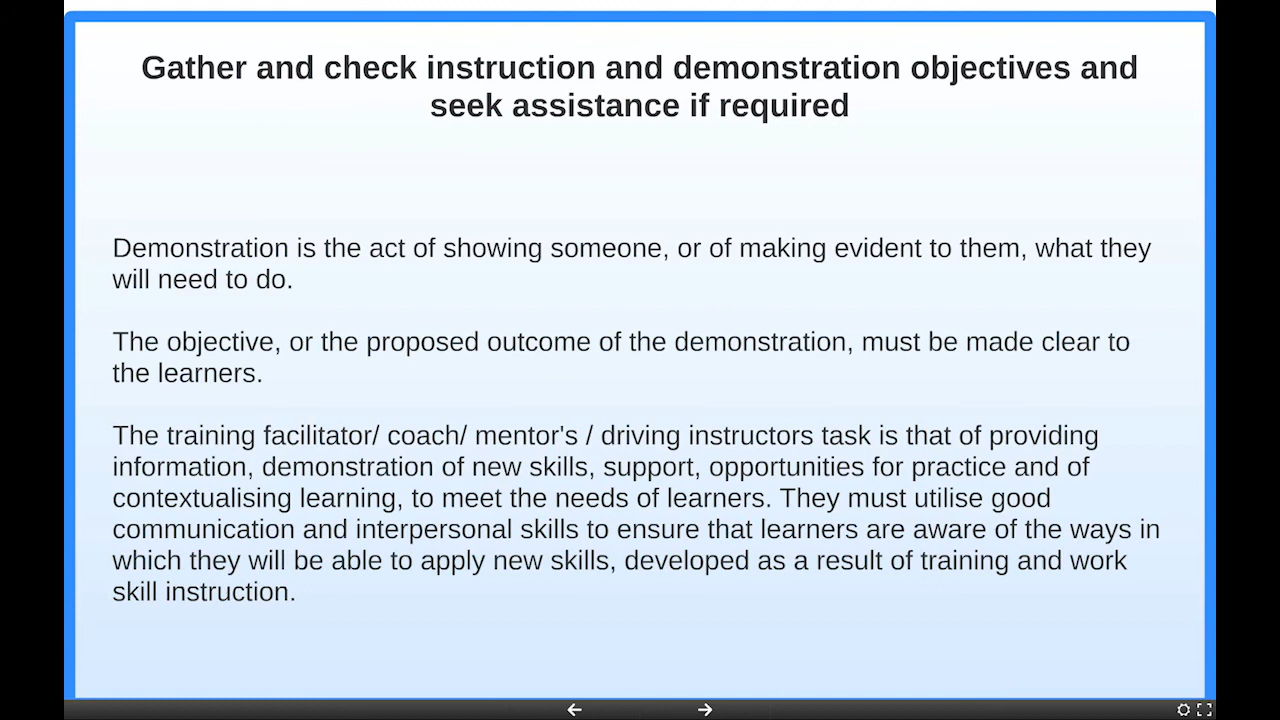 Gather and check instruction and demonstration objectives and
seek assistance if required
Demonstration is the act of showing someone, or of making evident to them, what they
will need to do.
The objective, or the proposed outcome of the demonstration, must be made clear to
the learners.
The training facilitator/ coach/ mentor's / driving instructors task is that of providing
information, demonstration of new skills, support, opportunities for practice and of
contextualising learning, to meet the needs of learners. They must utilise good
communication and interpersonal skills to ensure that learners are aware of the ways in
which they will be able to apply new skills, developed as a result of training and work
skill instruction.